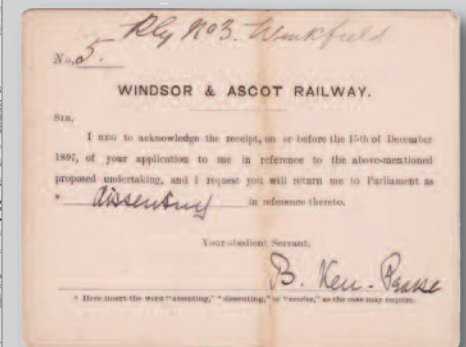 Rly No 3. Winkfield
No. 5.
WINDSOR & ASCOT RAILWAY.
SIR,
I BEG to acknowledge the receipt, on or before the 15th of December
1897, of your application to me in reference to the above-mentioned
proposed undertaking, and I request you will return me to Parliament as
* dissenting in reference thereto.
Your obedient Servant,
B.
* Here insert the word "assenting," "dissenting," or "neuter," as the case may require.